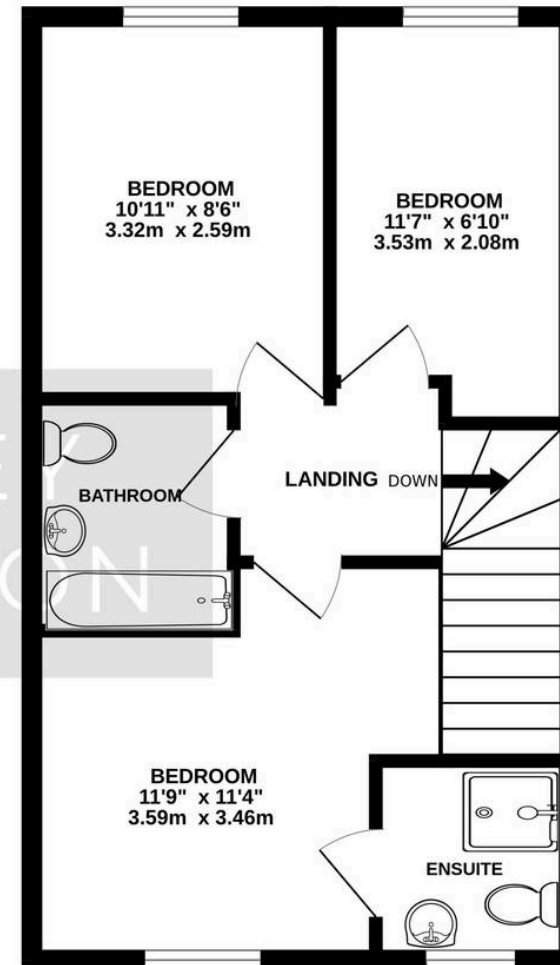 BEDROOM
10'11" x 8'6"
3.32m x 2.59m
BEDROOM
11'7" x 6'10"
3.53m x 2.08m
BATHROOM
LANDING DOWN
BEDROOM
11'9" x 11'4"
3.59m x 3.46m
ENSUITE